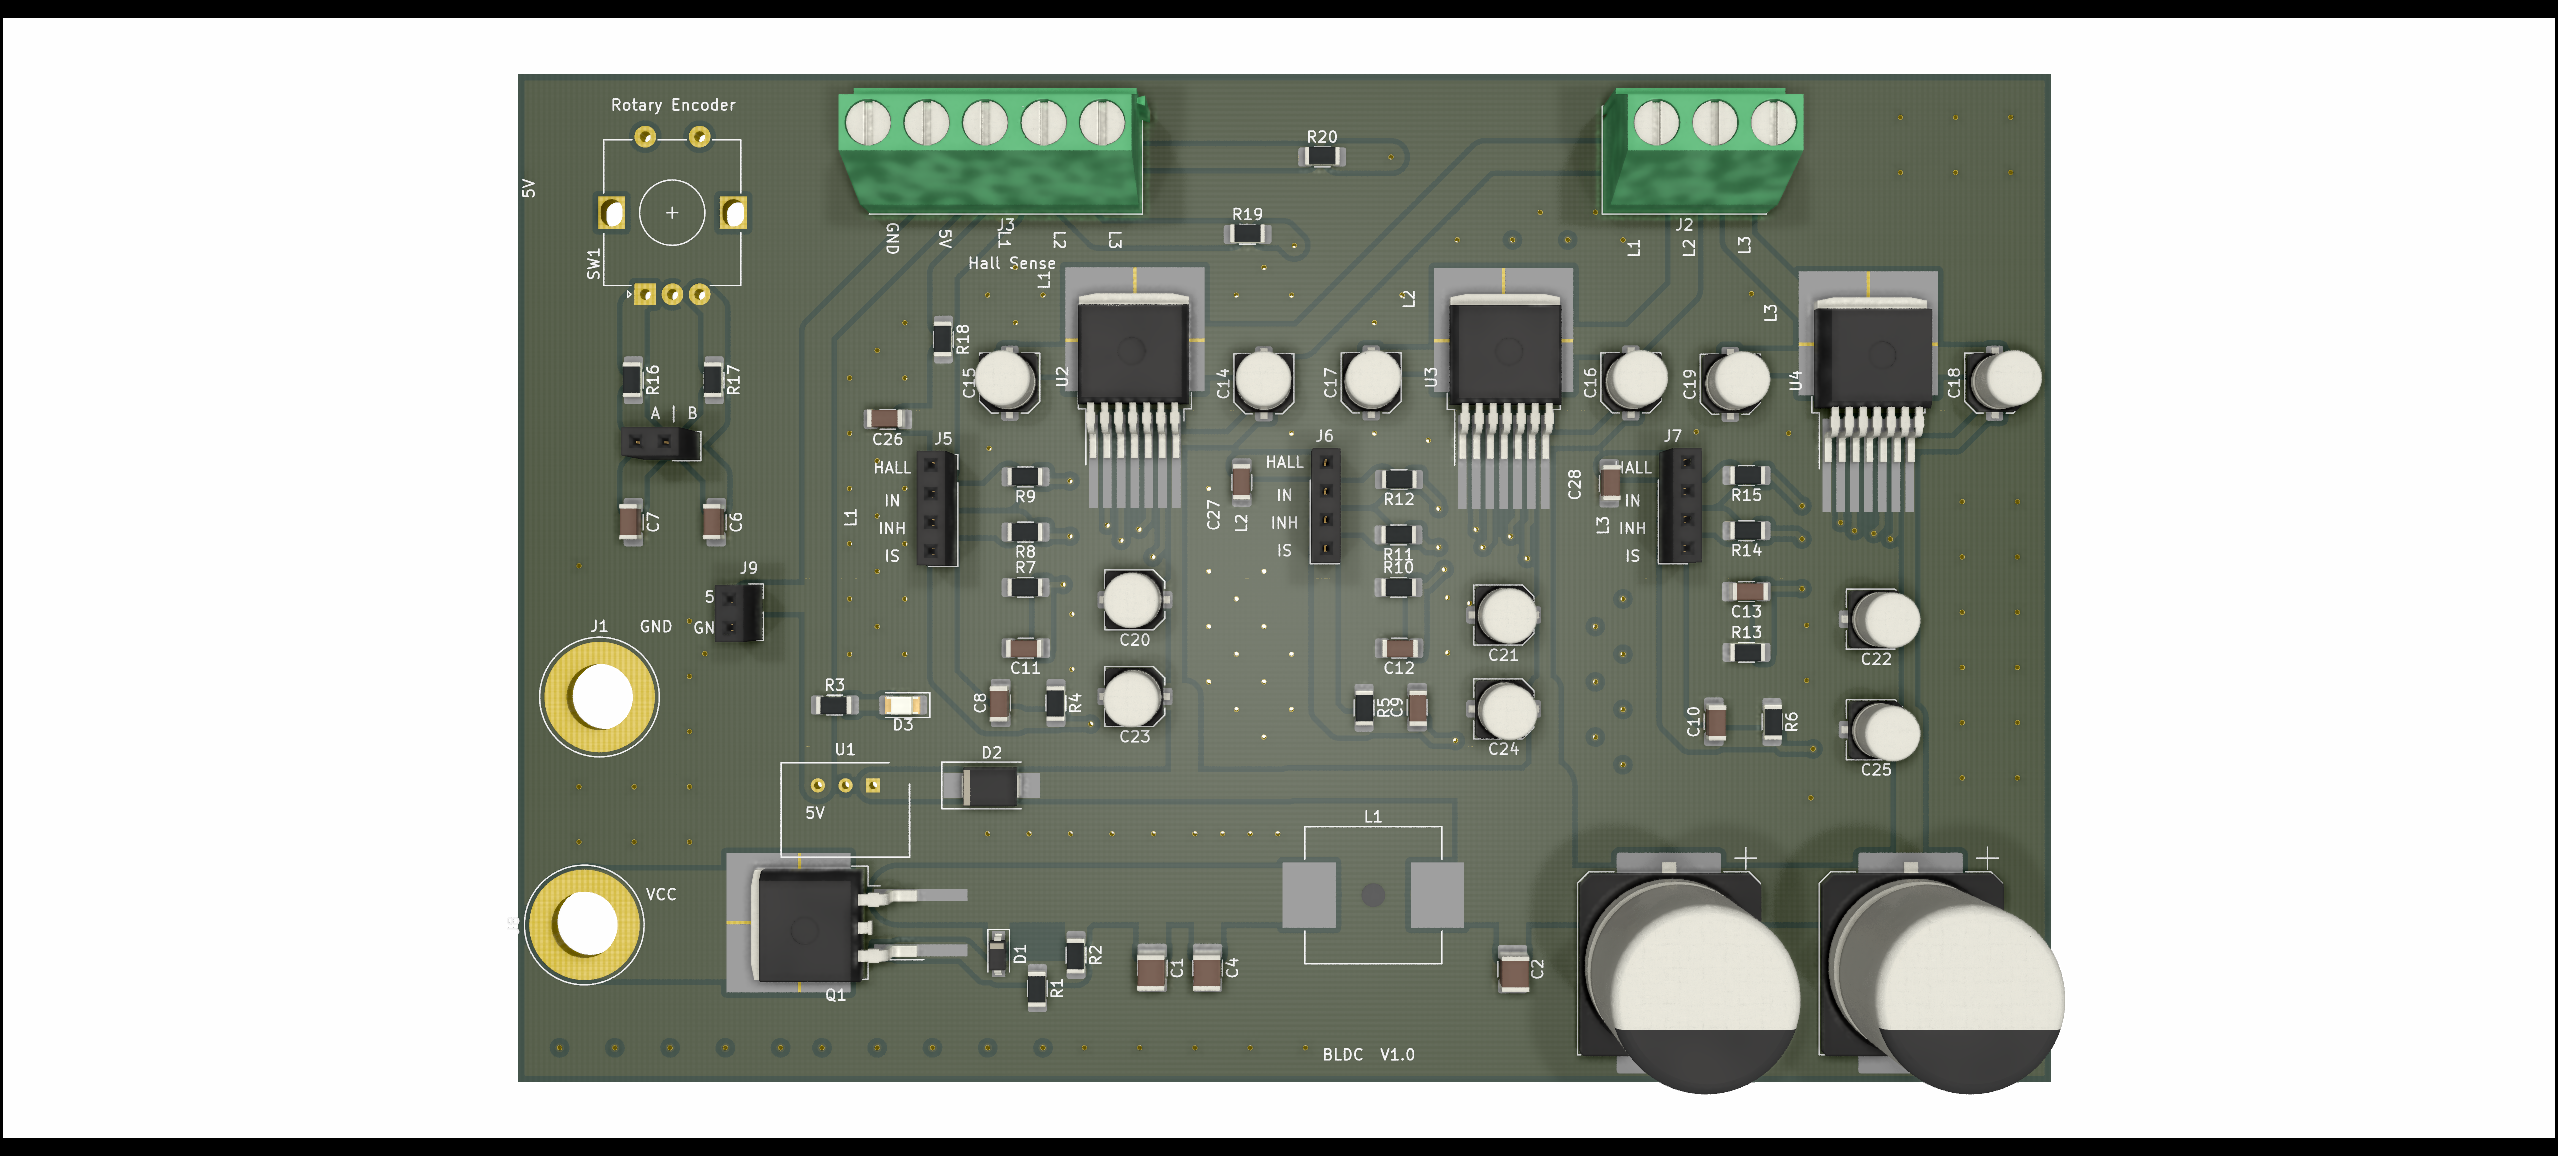 Rotary Encoder
5V
SW1
R16
R17
A | B
C7
C6
J9
5
GN
J1
GND
VCC
J3
GND
5V
L1
L2
L3
Hall Sense
R20
R19
J2
L1
L2
L3
L1
L2
L3
R18
C15
U2
C14
C17
U3
C16
C19
U4
C18
C26
J5
HALL
IN
INH
IS
L1
R9
R8
R7
C11
C8
R4
C20
C23
C27
L2
J6
HALL
IN
INH
IS
R12
R11
R10
C12
R5
C9
C21
C24
C28
L3
J7
HALL
IN
INH
IS
R15
R14
C13
R13
C10
R6
C22
C25
R3
D3
U1
5V
D2
L1
Q1
D1
R1
R2
C1
C4
C2
BLDC V1.0